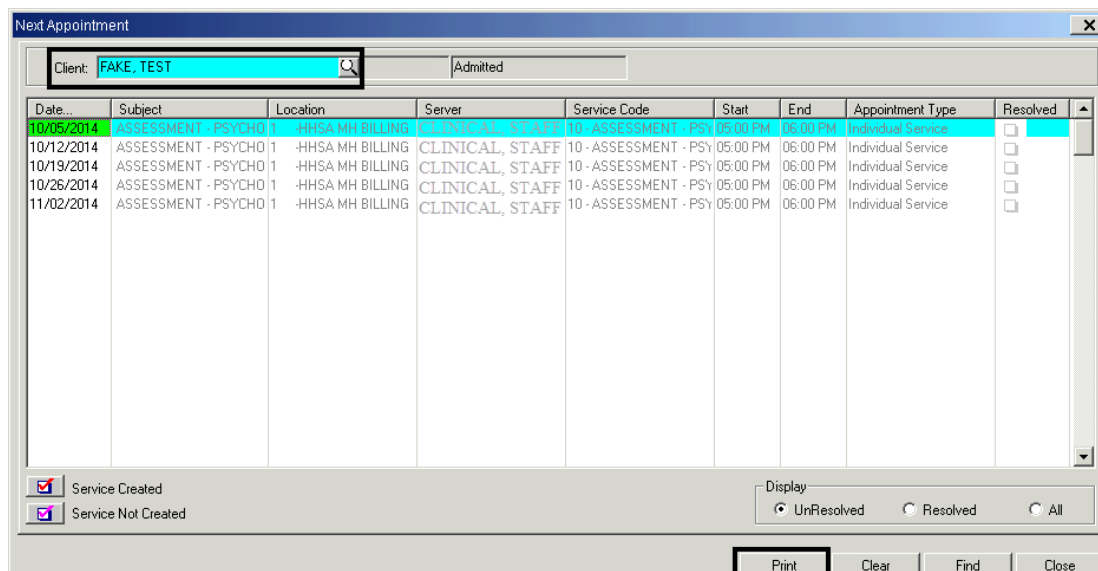 Next Appointment
Client: FAKE, TEST Admitted
Date... Subject Location Server Service Code Start End Appointment Type Resolved
10/05/2014 ASSESSMENT - PSYCHO 1 -HHSA MH BILLING CLINICAL, STAFF 10 - ASSESSMENT - PSY 05:00 PM 06:00 PM Individual Service
10/12/2014 ASSESSMENT - PSYCHO 1 -HHSA MH BILLING CLINICAL, STAFF 10 - ASSESSMENT - PSY 05:00 PM 06:00 PM Individual Service
10/19/2014 ASSESSMENT - PSYCHO 1 -HHSA MH BILLING CLINICAL, STAFF 10 - ASSESSMENT - PSY 05:00 PM 06:00 PM Individual Service
10/26/2014 ASSESSMENT - PSYCHO 1 -HHSA MH BILLING CLINICAL, STAFF 10 - ASSESSMENT - PSY 05:00 PM 06:00 PM Individual Service
11/02/2014 ASSESSMENT - PSYCHO 1 -HHSA MH BILLING CLINICAL, STAFF 10 - ASSESSMENT - PSY 05:00 PM 06:00 PM Individual Service
Service Created
Service Not Created
Display
UnResolved Resolved All
Print Clear Find Close